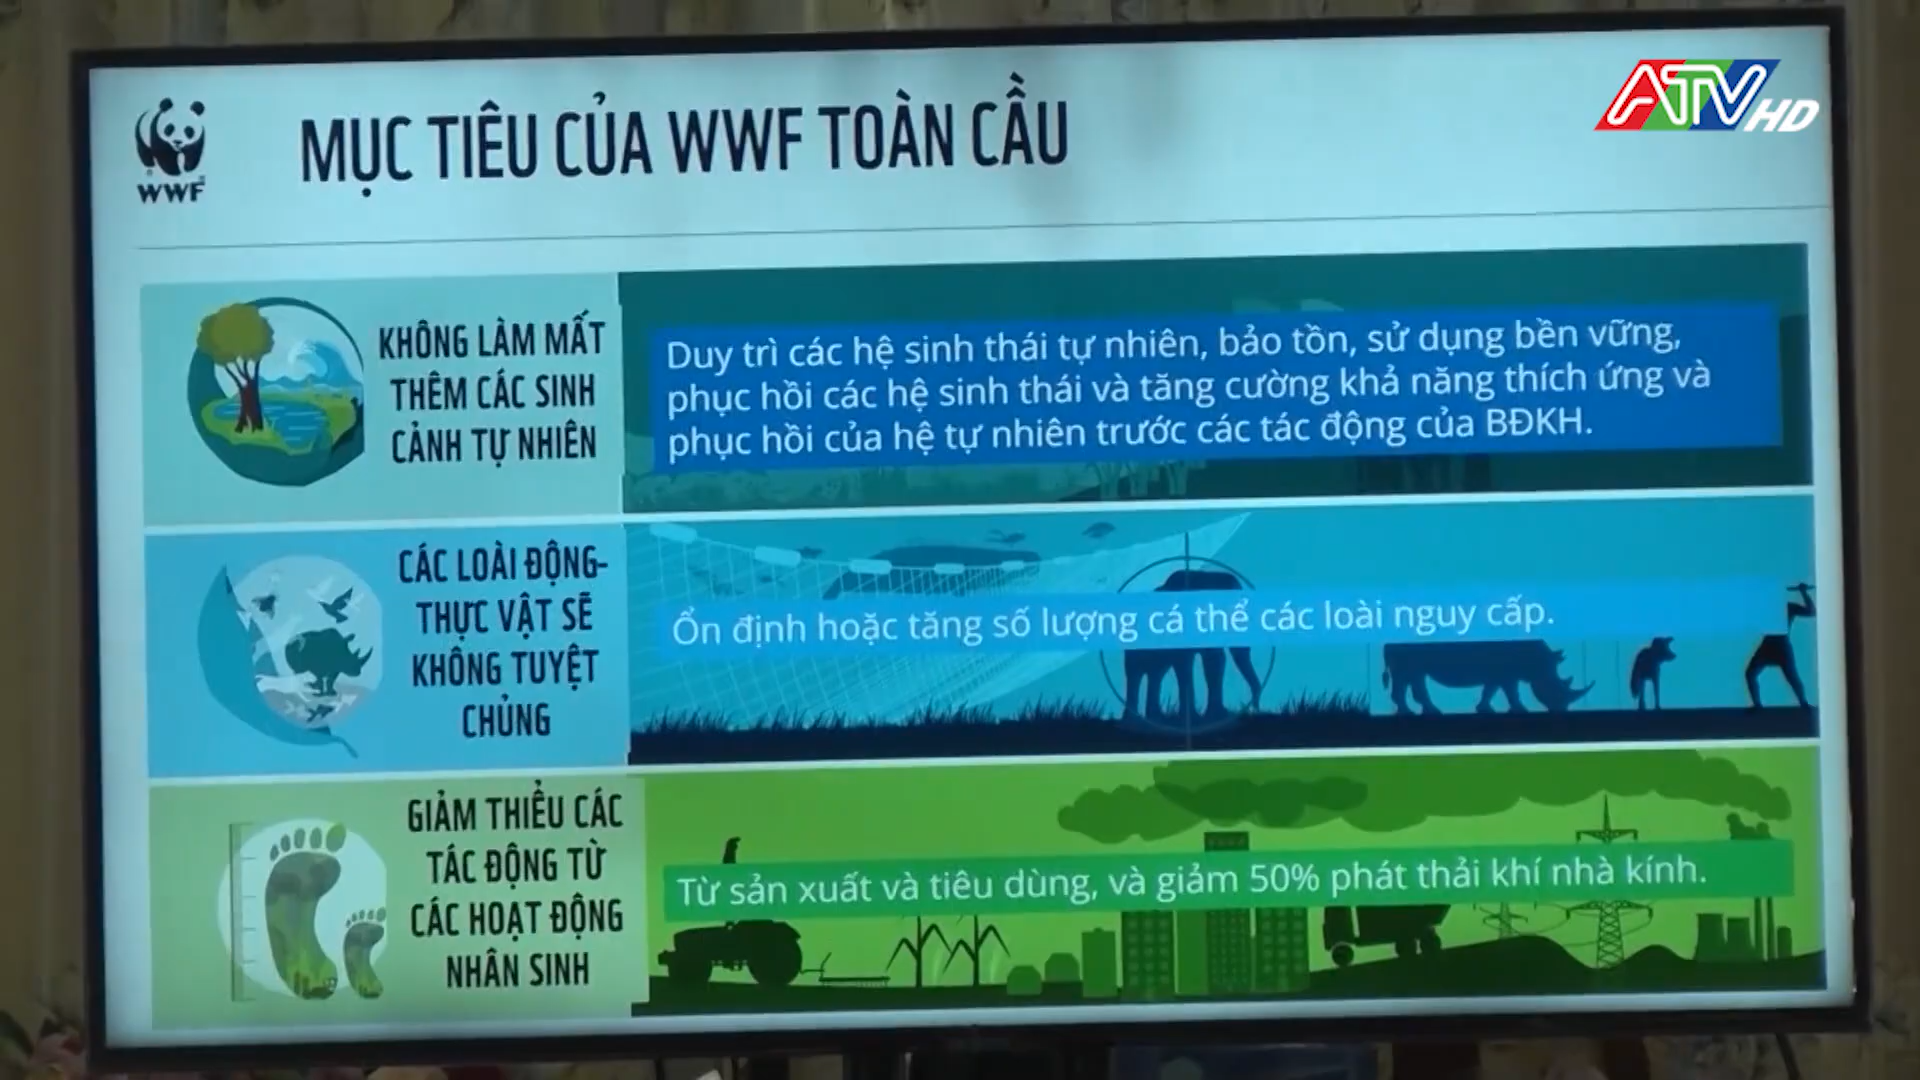 WWF
MỤC TIÊU CỦA WWF TOÀN CẦU
ATV HD
KHÔNG LÀM MẤT
THÊM CÁC SINH
CẢNH TỰ NHIÊN
Duy trì các hệ sinh thái tự nhiên, bảo tồn, sử dụng bền vững,
phục hồi các hệ sinh thái và tăng cường khả năng thích ứng và
phục hồi của hệ tự nhiên trước các tác động của BĐKH.
CÁC LOÀI ĐỘNG-
THỰC VẬT SẼ
KHÔNG TUYỆT
CHỦNG
Ổn định hoặc tăng số lượng cá thể các loài nguy cấp.
GIẢM THIỂU CÁC
TÁC ĐỘNG TỪ
CÁC HOẠT ĐỘNG
NHÂN SINH
Từ sản xuất và tiêu dùng, và giảm 50% phát thải khí nhà kính.